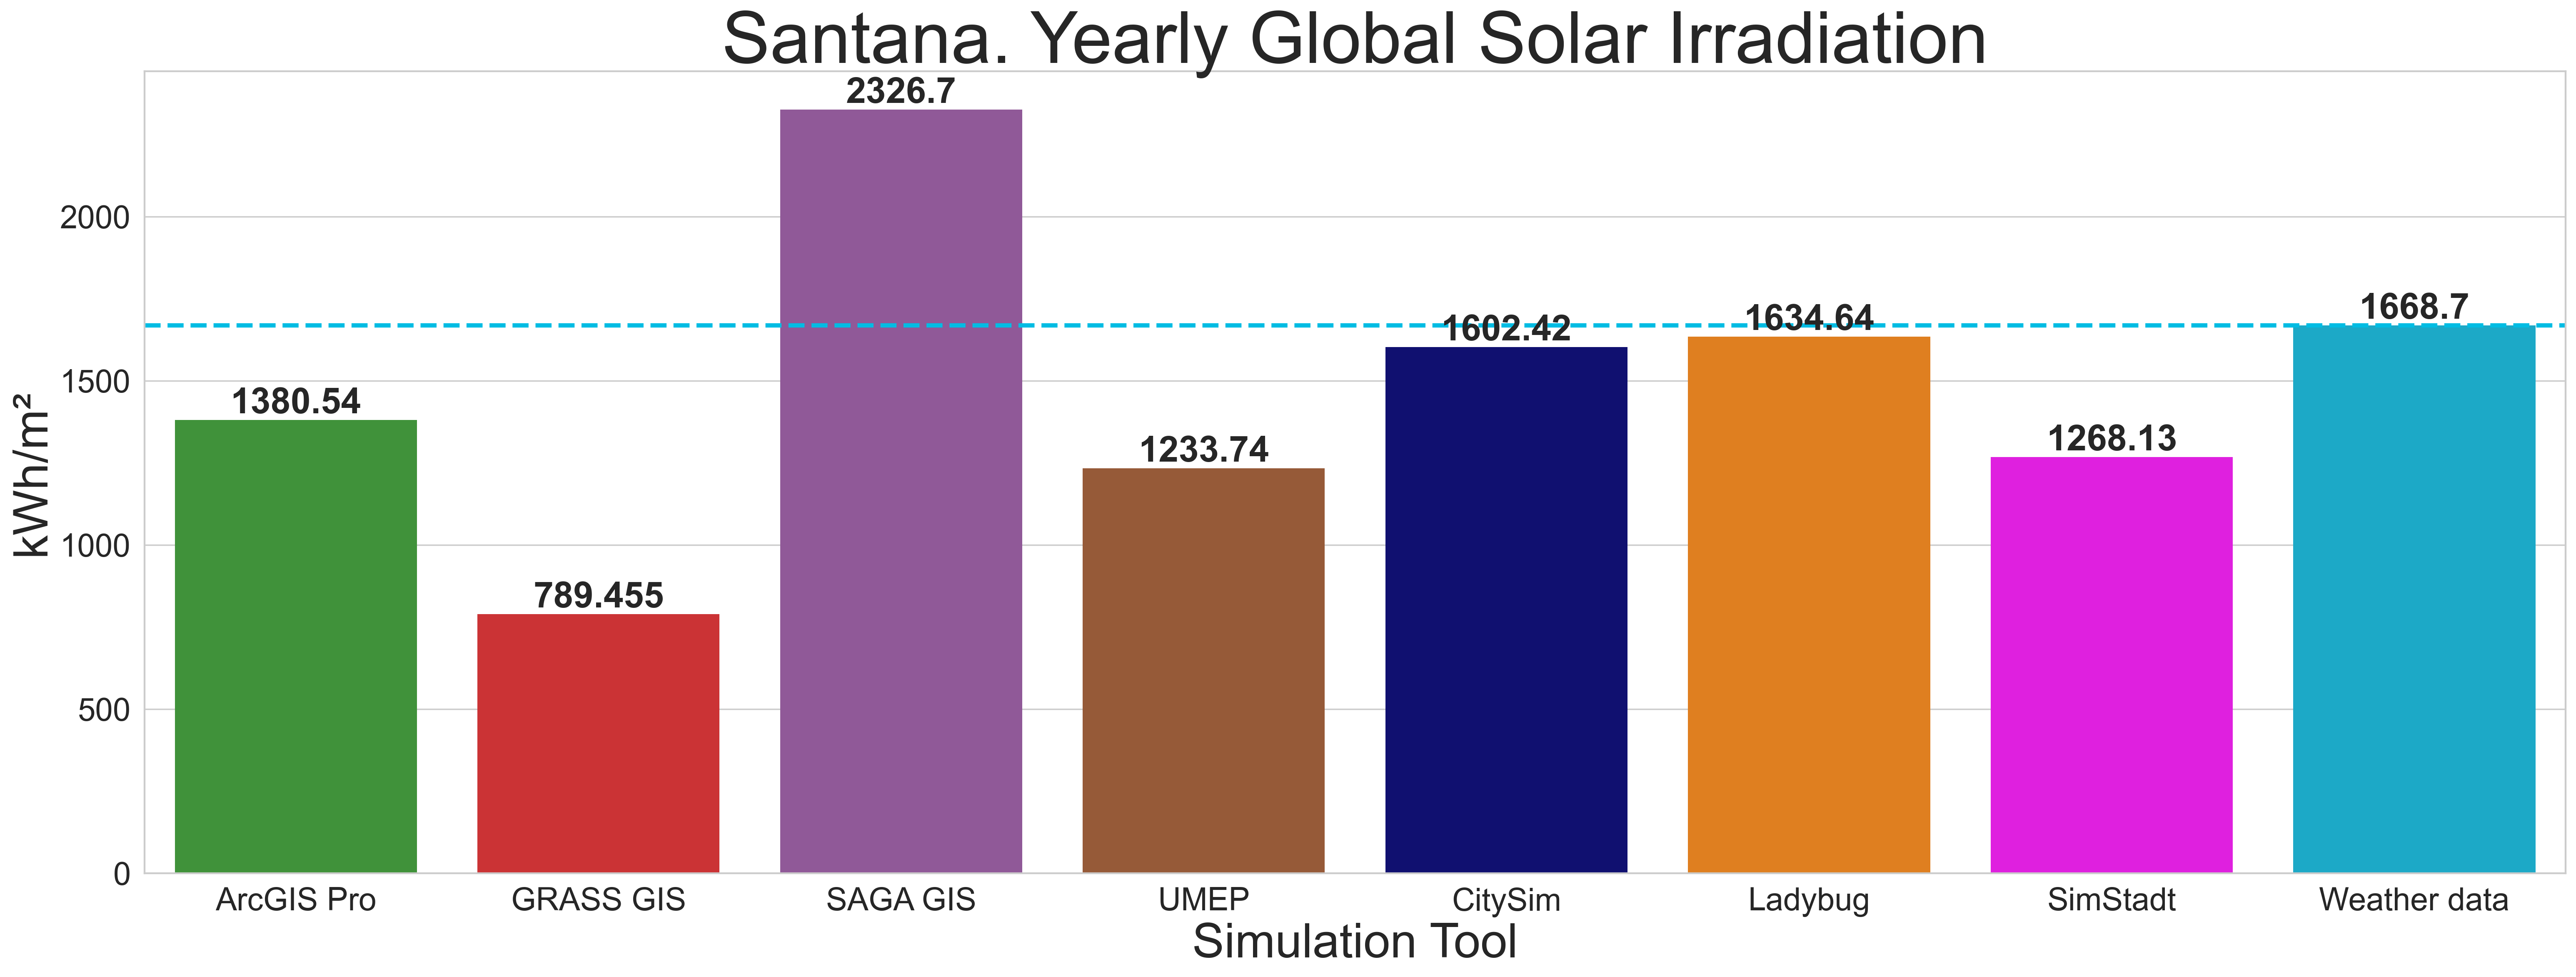 Santana. Yearly Global Solar Irradiation
kWh/m²
2000
1500
1000
500
0
1380.54
789.455
2326.7
1233.74
1602.42
1634.64
1268.13
1668.7
ArcGIS Pro
GRASS GIS
SAGA GIS
UMEP
CitySim
Ladybug
SimStadt
Weather data
Simulation Tool